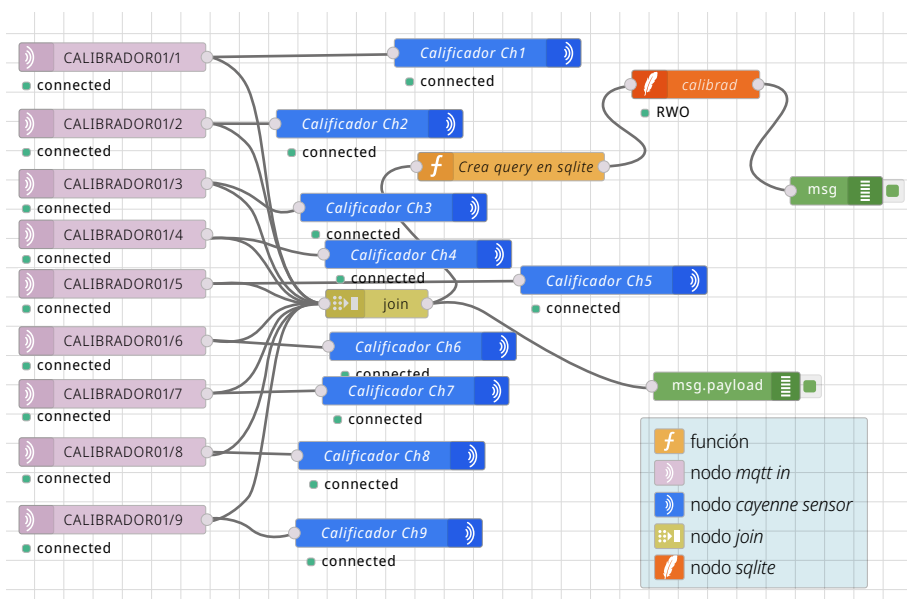 CALIBRADOR01/1
connected
Calificador Ch1
connected
calibrad
RWO
CALIBRADOR01/2
connected
Calificador Ch2
connected
Crea query en sqlite
msg
CALIBRADOR01/3
connected
Calificador Ch3
connected
CALIBRADOR01/4
connected
Calificador Ch4
connected
CALIBRADOR01/5
connected
Calificador Ch5
connected
join
CALIBRADOR01/6
connected
Calificador Ch6
connected
msg.payload
CALIBRADOR01/7
connected
Calificador Ch7
connected
CALIBRADOR01/8
connected
Calificador Ch8
connected
CALIBRADOR01/9
connected
Calificador Ch9
connected
función
nodo mqtt in
nodo cayenne sensor
nodo join
nodo sqlite